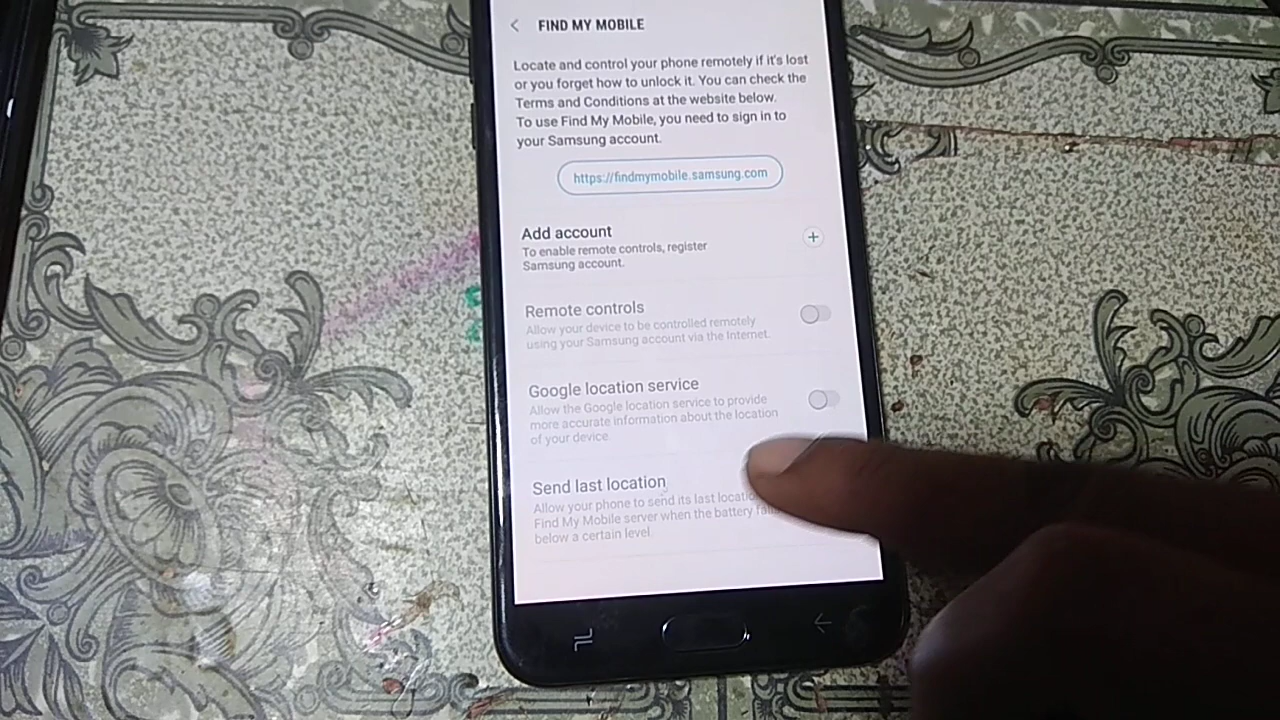 FIND MY MOBILE
Locate and control your phone remotely if it's lost
or you forget how to unlock it. You can check the
Terms and Conditions at the website below.
To use Find My Mobile, you need to sign in to
your Samsung account.
https://findmymobile.samsung.com
Add account
To enable remote controls, register
Samsung account.
Remote controls
Allow your device to be controlled remotely
using your Samsung account via the Internet.
Google location service
Allow the Google location service to provide
more accurate information about the location
of your device
Send last location
Allow your phone to send its last
Find My Mobile server when the battery
below a certain level